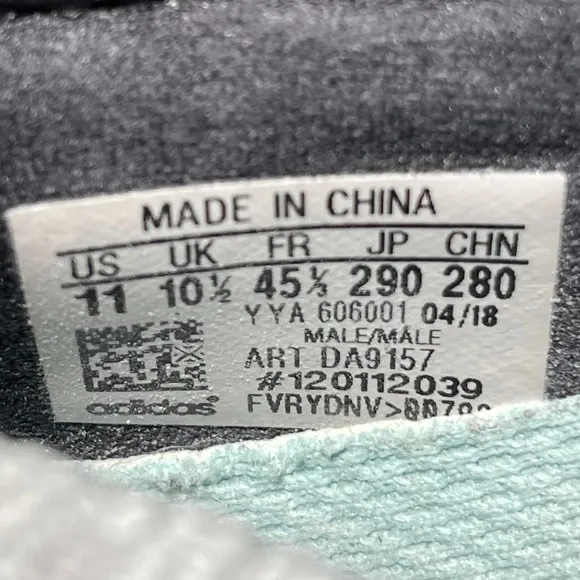 MADE IN CHINA
US UK FR JP CHN
11 10½ 45⅓ 290 280
YYA 606001 04/18
MALE/MÂLE
ART DA9157
#120112039
adidas